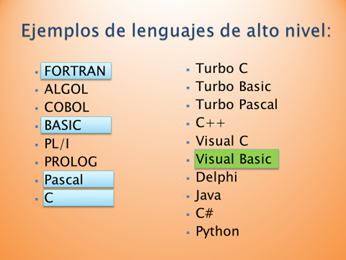 Ejemplos de lenguajes de alto nivel:
FORTRAN
ALGOL
COBOL
BASIC
PL/I
PROLOG
Pascal
C
Turbo C
Turbo Basic
Turbo Pascal
C++
Visual C
Visual Basic
Delphi
Java
C#
Python